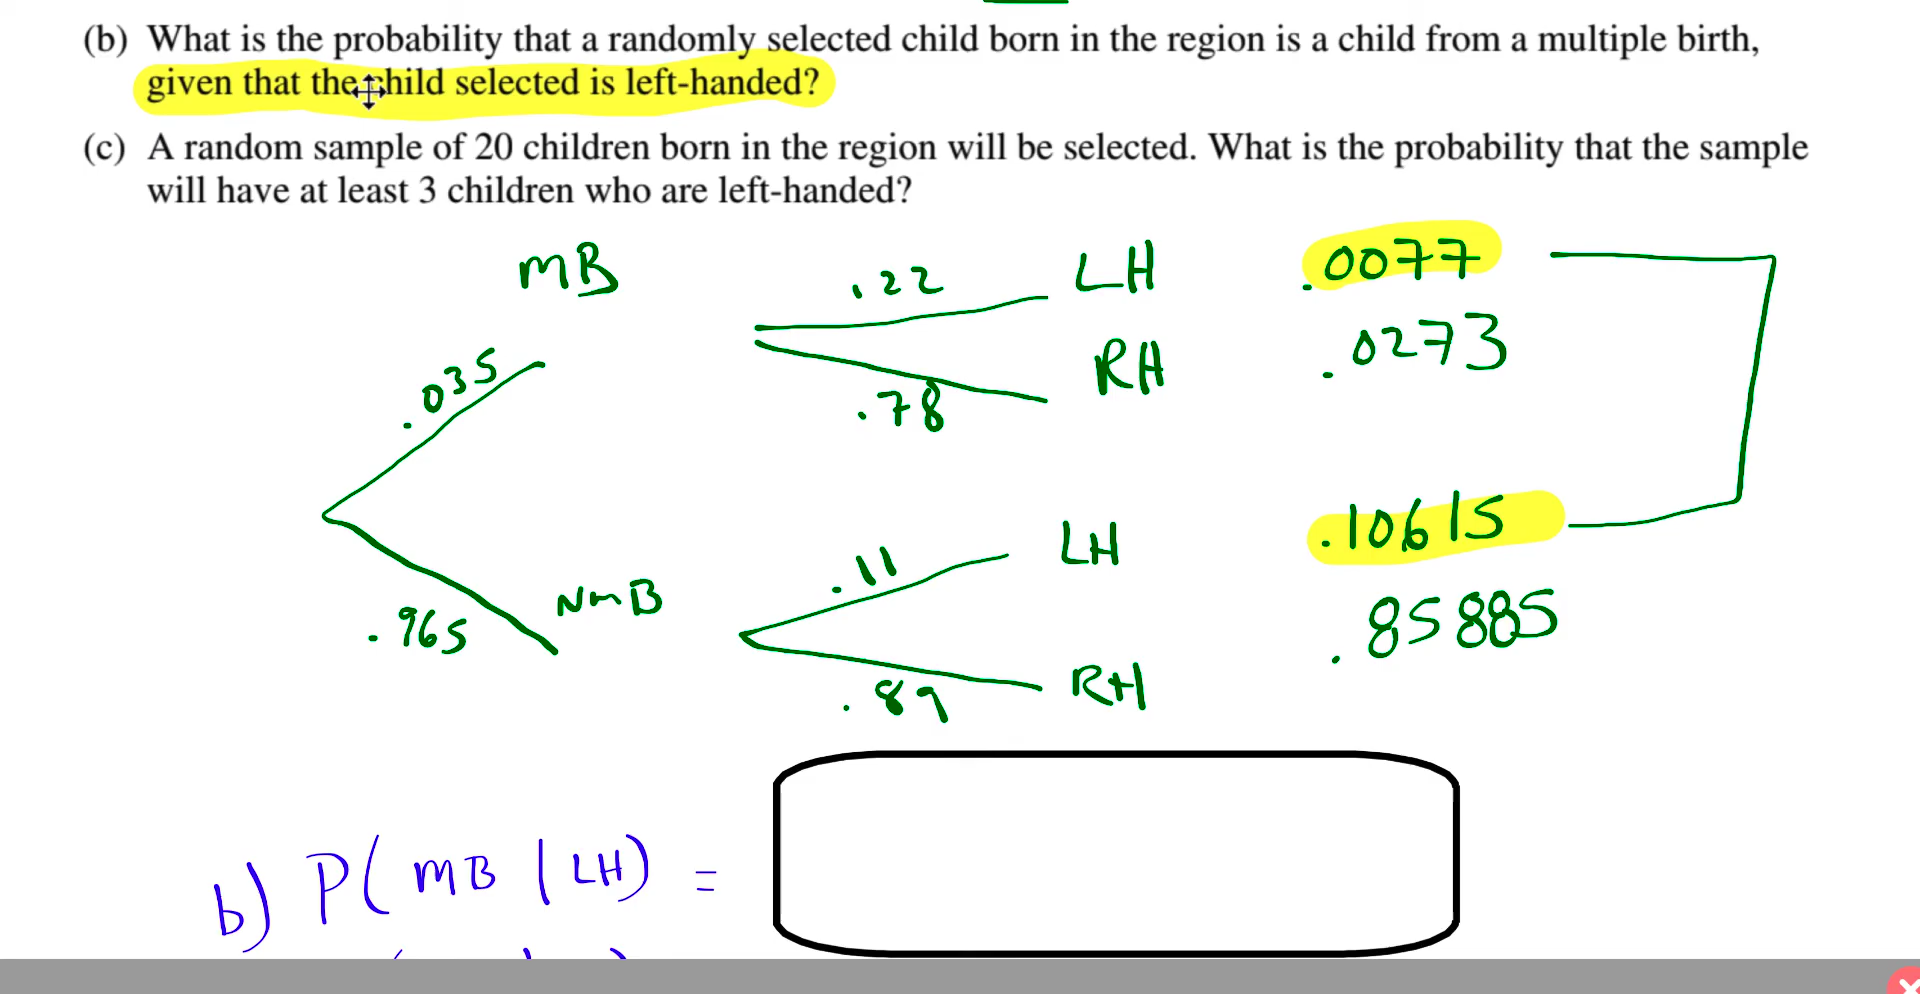 (b) What is the probability that a randomly selected child born in the region is a child from a multiple birth,
given that the child selected is left-handed?
(c) A random sample of 20 children born in the region will be selected. What is the probability that the sample
will have at least 3 children who are left-handed?
MB .22 LH .0077
.035 .78 RH .0273
.11 LH .10615
.965 NMB .89 RH .85885
b) P(MB | LH) =